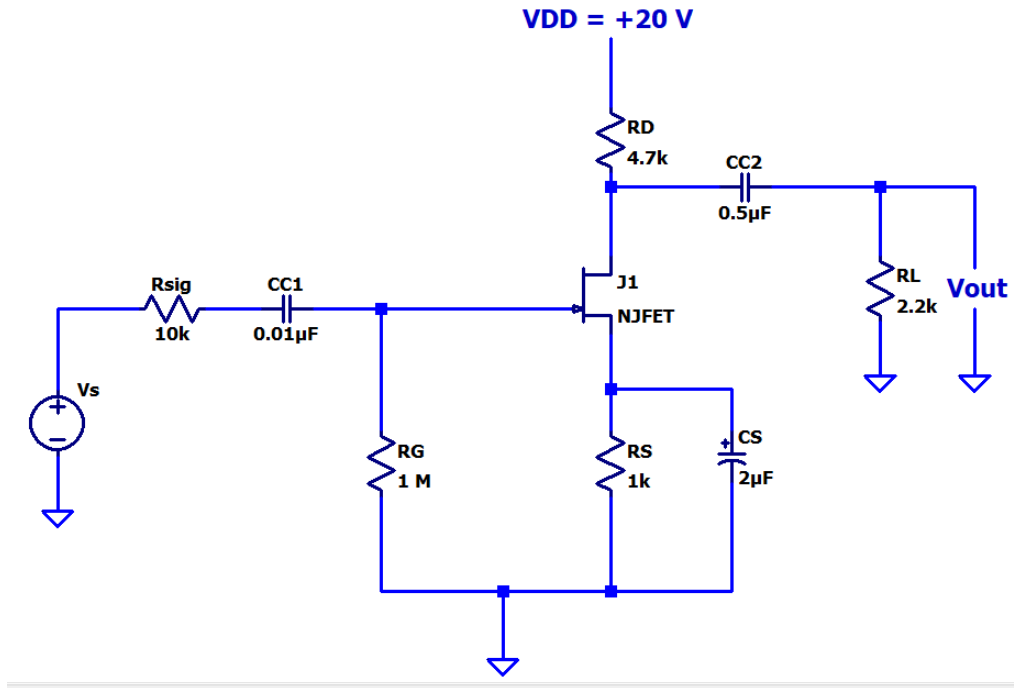 VDD = +20 V
RD
4.7k
CC2
0.5µF
Rsig
10k
CC1
0.01µF
J1
NJFET
RL
2.2k
Vout
Vs
+
−
RG
1 M
RS
1k
+
CS
2µF